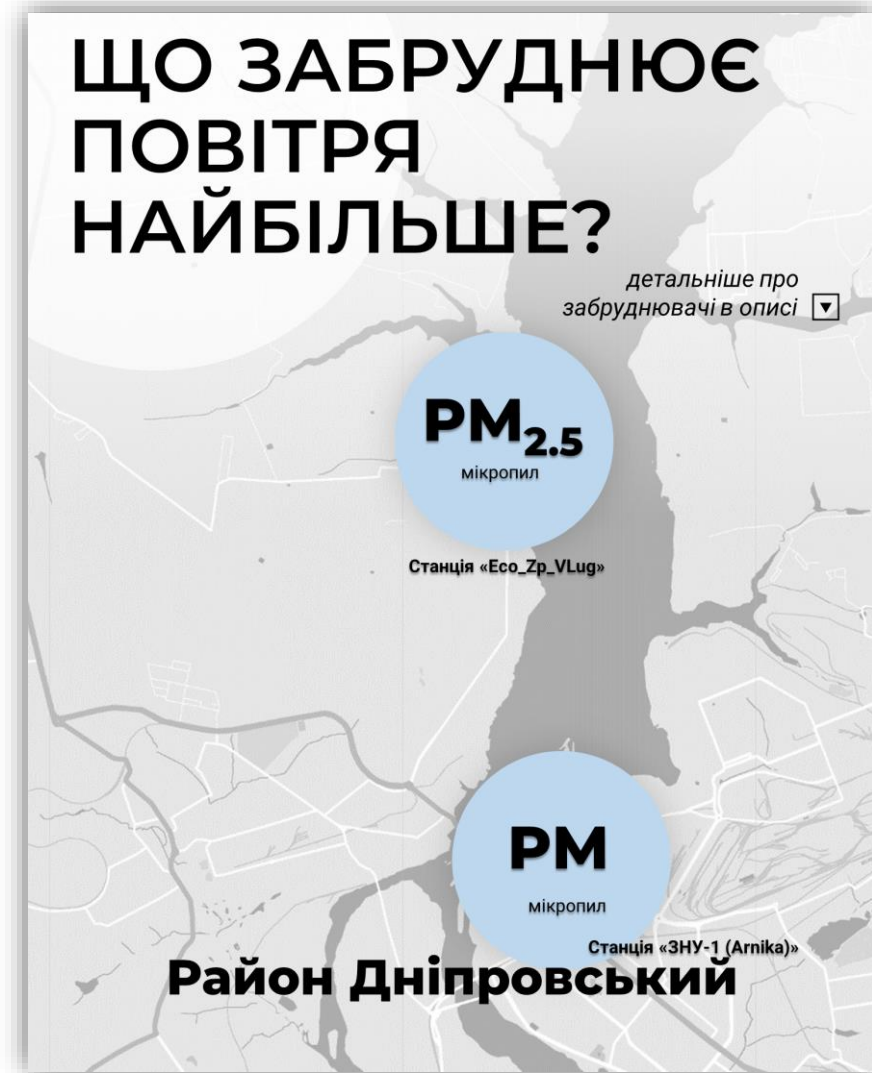 ЩО ЗАБРУДНЮЄ
ПОВІТРЯ
НАЙБІЛЬШЕ?
детальніше про
забруднювачі в описі
PM2.5
мікропил
Станція «Eco_Zp_VLug»
PM
мікропил
Станція «ЗНУ-1 (Arnika)»
Район Дніпровський